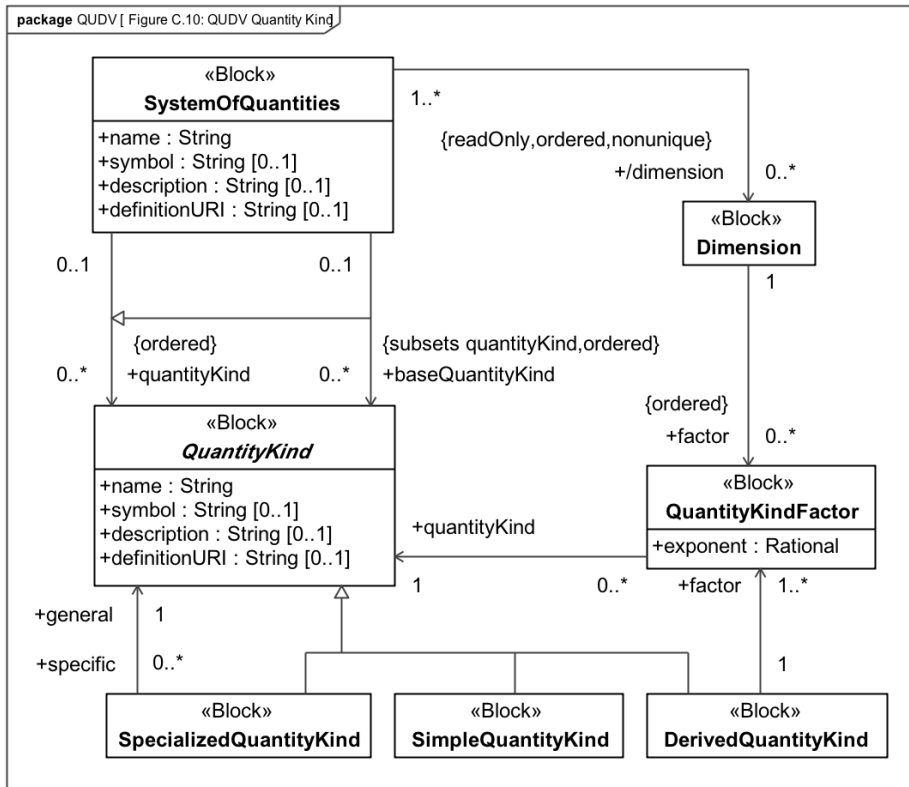 package QUDV [ Figure C.10: QUDV Quantity Kind]
«Block»
SystemOfQuantities
+name : String
+symbol : String [0..1]
+description : String [0..1]
+definitionURI : String [0..1]
1..*
{readOnly,ordered,nonunique}
+/dimension
0..*
«Block»
Dimension
1
0..1
0..1
{ordered}
0..*
+quantityKind
{subsets quantityKind,ordered}
0..*
+baseQuantityKind
{ordered}
+factor
0..*
«Block»
QuantityKind
+name : String
+symbol : String [0..1]
+description : String [0..1]
+definitionURI : String [0..1]
«Block»
QuantityKindFactor
+exponent : Rational
+quantityKind
1
0..*
+factor
1..*
+general
1
+specific
0..*
1
«Block»
SpecializedQuantityKind
«Block»
SimpleQuantityKind
«Block»
DerivedQuantityKind